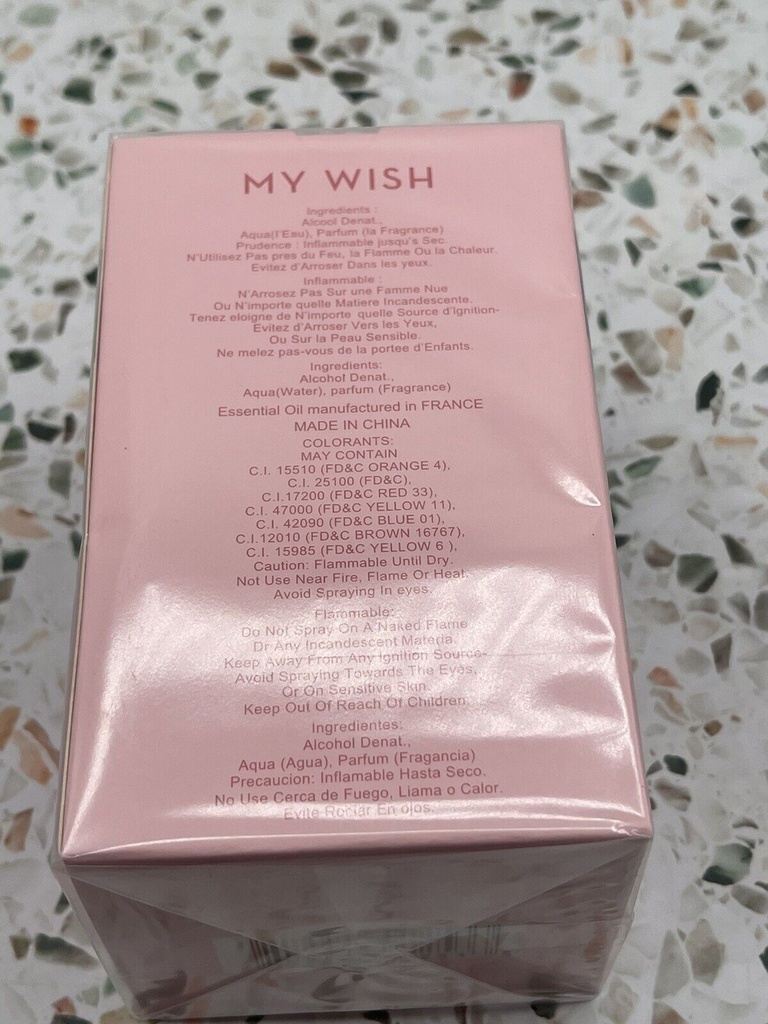 MY WISH
Ingredients :
Alcool Denat.,
Aqua(l'Eau), Parfum (la Fragrance)
Prudence : Inflammable jusqu's Sec.
N'Utilisez Pas pres du Feu, la Flamme Ou la Chaleur.
Evitez d'Arroser Dans les yeux.
Inflammable :
N'Arrosez Pas Sur une Famme Nue
Ou N'importe quelle Matiere Incandescente.
Tenez eloigne de N'importe quelle Source d'Ignition-
Evitez d'Arroser Vers les Yeux,
Ou Sur la Peau Sensible.
Ne melez pas-vous de la portee d'Enfants.
Ingredients:
Alcohol Denat.,
Aqua(Water), parfum (Fragrance)
Essential Oil manufactured in FRANCE
MADE IN CHINA
COLORANTS:
MAY CONTAIN
C.I. 15510 (FD&C ORANGE 4),
C.I. 25100 (FD&C),
C.I.17200 (FD&C RED 33),
C.I. 47000 (FD&C YELLOW 11),
C.I. 42090 (FD&C BLUE 01),
C.I.12010 (FD&C BROWN 16767),
C.I. 15985 (FD&C YELLOW 6 ),
Caution: Flammable Until Dry.
Not Use Near Fire, Flame Or Heat.
Avoid Spraying In eyes.
Flammable:
Do Not Spray On A Naked Flame
Dr Any Incandescent Materia.
Keep Away From Any Ignition Source-
Avoid Spraying Towards The Eyes,
Or On Sensitive Skin.
Keep Out Of Reach Of Children.
Ingredientes:
Alcohol Denat.,
Aqua (Agua), Parfum (Fragancia)
Precaucion: Inflamable Hasta Seco.
No Use Cerca de Fuego, Liama o Calor.
Evite Rociar En ojos.